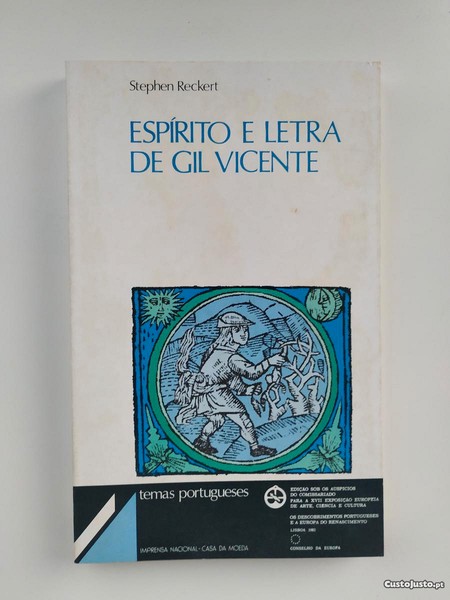 Stephen Reckert
ESPÍRITO E LETRA
DE GIL VICENTE
temas portugueses
IMPRENSA NACIONAL - CASA DA MOEDA
EDIÇÃO SOB OS AUSPÍCIOS
DO COMISSARIADO
PARA A XVII EXPOSIÇÃO EUROPEIA
DE ARTE, CIÊNCIA E CULTURA
OS DESCOBRIMENTOS PORTUGUESES
E A EUROPA DO RENASCIMENTO
LISBOA 1983
CONSELHO DA EUROPA
CustoJusto.pt